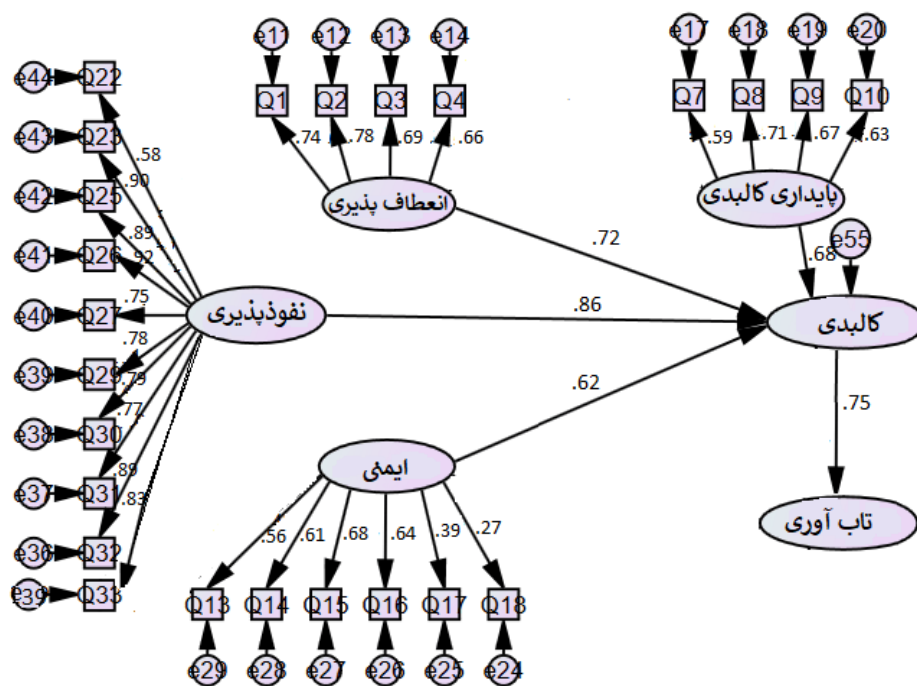 e11 e12 e13 e14
e17 e18 e19 e20
Q1 Q2 Q3 Q4
Q7 Q8 Q9 Q10
.74 .78 .69 .66
.59 .71 .67 .63
انعطاف پذیری
پایداری کالبدی
e44 Q22
e43 Q23
e42 Q25
e41 Q26
e40 Q27
e39 Q29
e38 Q30
e37 Q31
e36 Q32
Q33
.58
.90
.89
.92
.75
.78
.79
.77
.89
.83
نفوذپذیری
.72
.86
.62
.68
e55
کالبدی
.75
تاب آوری
ایمنی
.56 .61 .68 .64 .39 .27
Q13 Q14 Q15 Q16 Q17 Q18
e29 e28 e27 e26 e25 e24